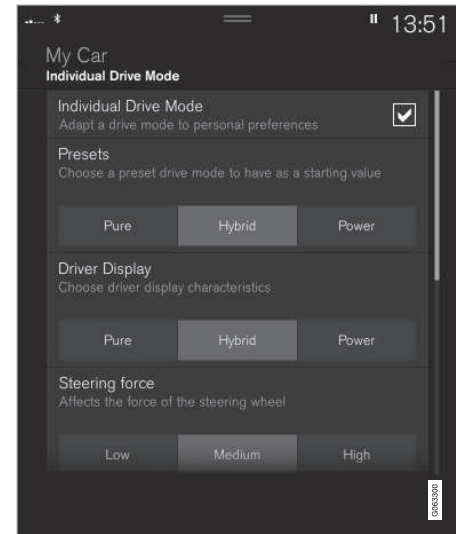 13:51
My Car
Individual Drive Mode
Individual Drive Mode
Adapt a drive mode to personal preferences
Presets
Choose a preset drive mode to have as a starting value
Pure Hybrid Power
Driver Display
Choose driver display characteristics
Pure Hybrid Power
Steering force
Affects the force of the steering wheel
Low Medium High
G063300